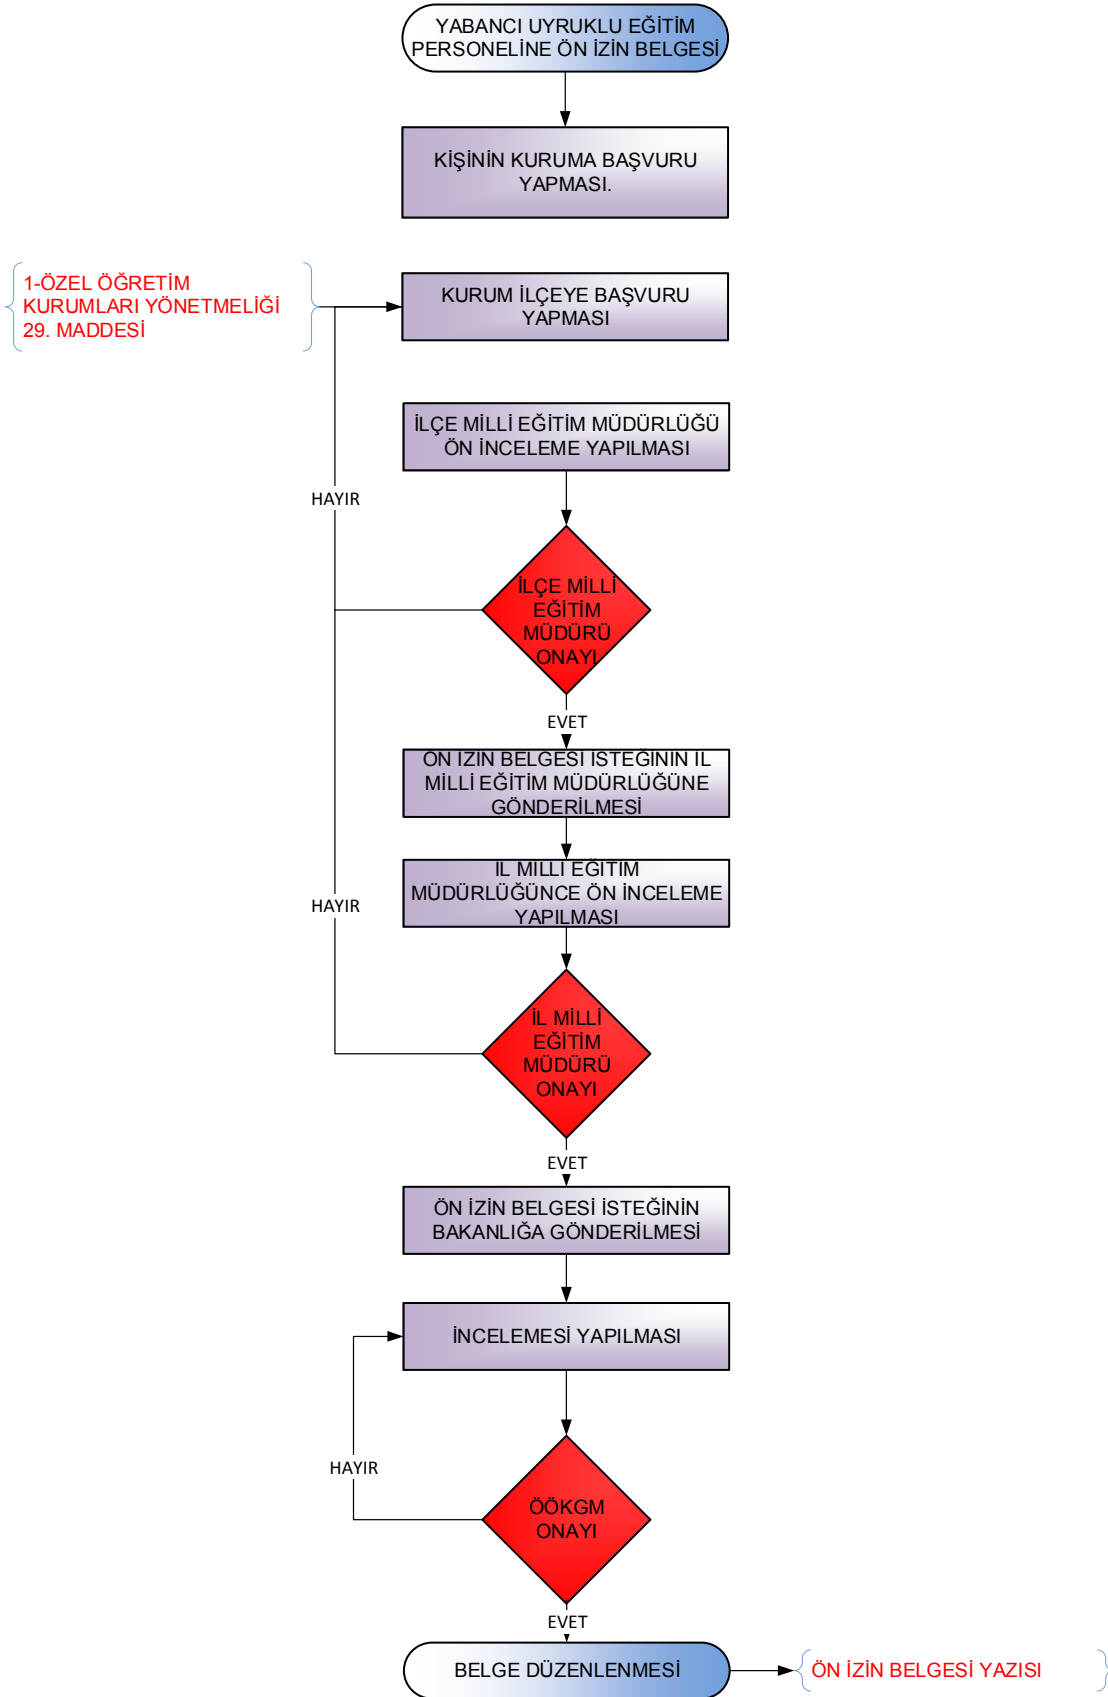 YABANCI UYRUKLU EĞİTİM
PERSONELİNE ÖN İZİN BELGESİ
KİŞİNİN KURUMA BAŞVURU
YAPMASI.
1-ÖZEL ÖĞRETİM
KURUMLARI YÖNETMELİĞİ
29. MADDESİ
KURUM İLÇEYE BAŞVURU
YAPMASI
İLÇE MİLLİ EĞİTİM MÜDÜRLÜĞÜ
ÖN İNCELEME YAPILMASI
HAYIR
İLÇE MİLLİ
EĞİTİM
MÜDÜRÜ
ONAYI
EVET
ÖN İZİN BELGESİ İSTEĞİNİN İL
MİLLİ EĞİTİM MÜDÜRLÜĞÜNE
GÖNDERİLMESİ
İL MİLLİ EĞİTİM
MÜDÜRLÜĞÜNCE ÖN İNCELEME
YAPILMASI
HAYIR
İL MİLLİ
EĞİTİM
MÜDÜRÜ
ONAYI
EVET
ÖN İZİN BELGESİ İSTEĞİNİN
BAKANLIĞA GÖNDERİLMESİ
İNCELEMESİ YAPILMASI
HAYIR
ÖÖKGM
ONAYI
EVET
BELGE DÜZENLENMESİ
ÖN İZİN BELGESİ YAZISI